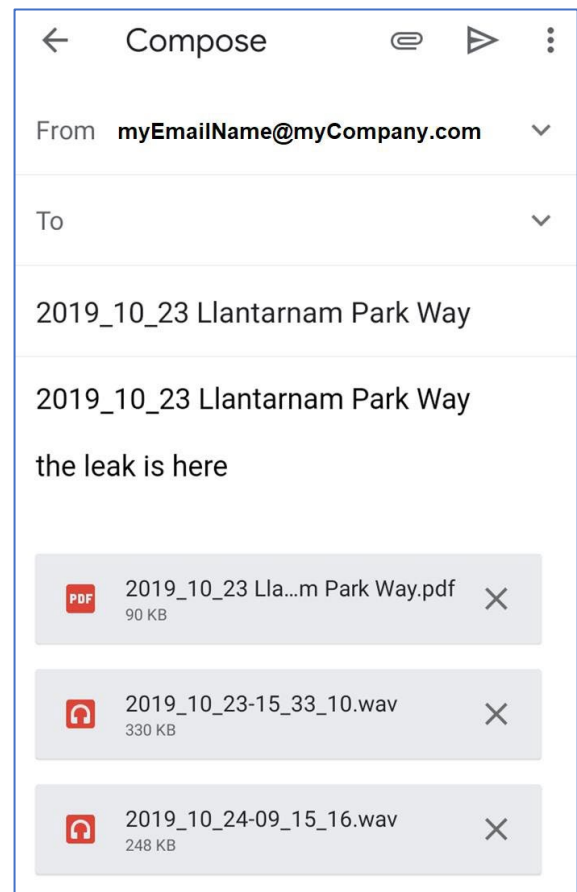 Compose
From myEmailName@myCompany.com
To
2019_10_23 Llantarnam Park Way
2019_10_23 Llantarnam Park Way
the leak is here
PDF
2019_10_23 Lla...m Park Way.pdf
90 KB
2019_10_23-15_33_10.wav
330 KB
2019_10_24-09_15_16.wav
248 KB